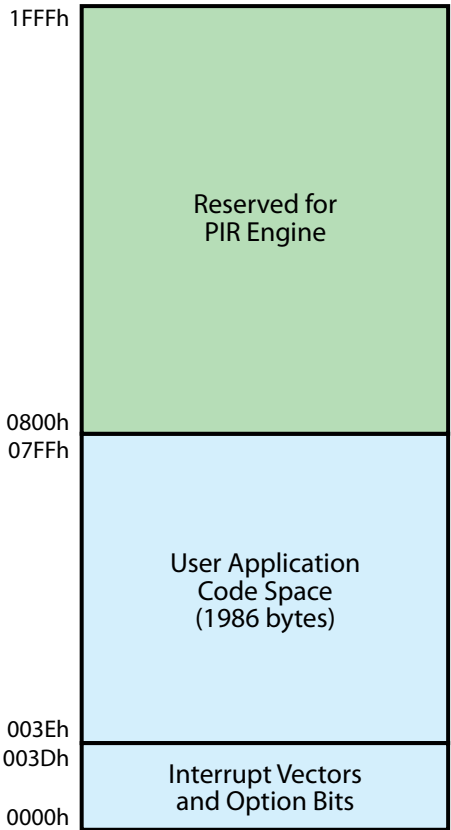 1FFFh
Reserved for
PIR Engine
0800h
07FFh
User Application
Code Space
(1986 bytes)
003Eh
003Dh
Interrupt Vectors
and Option Bits
0000h